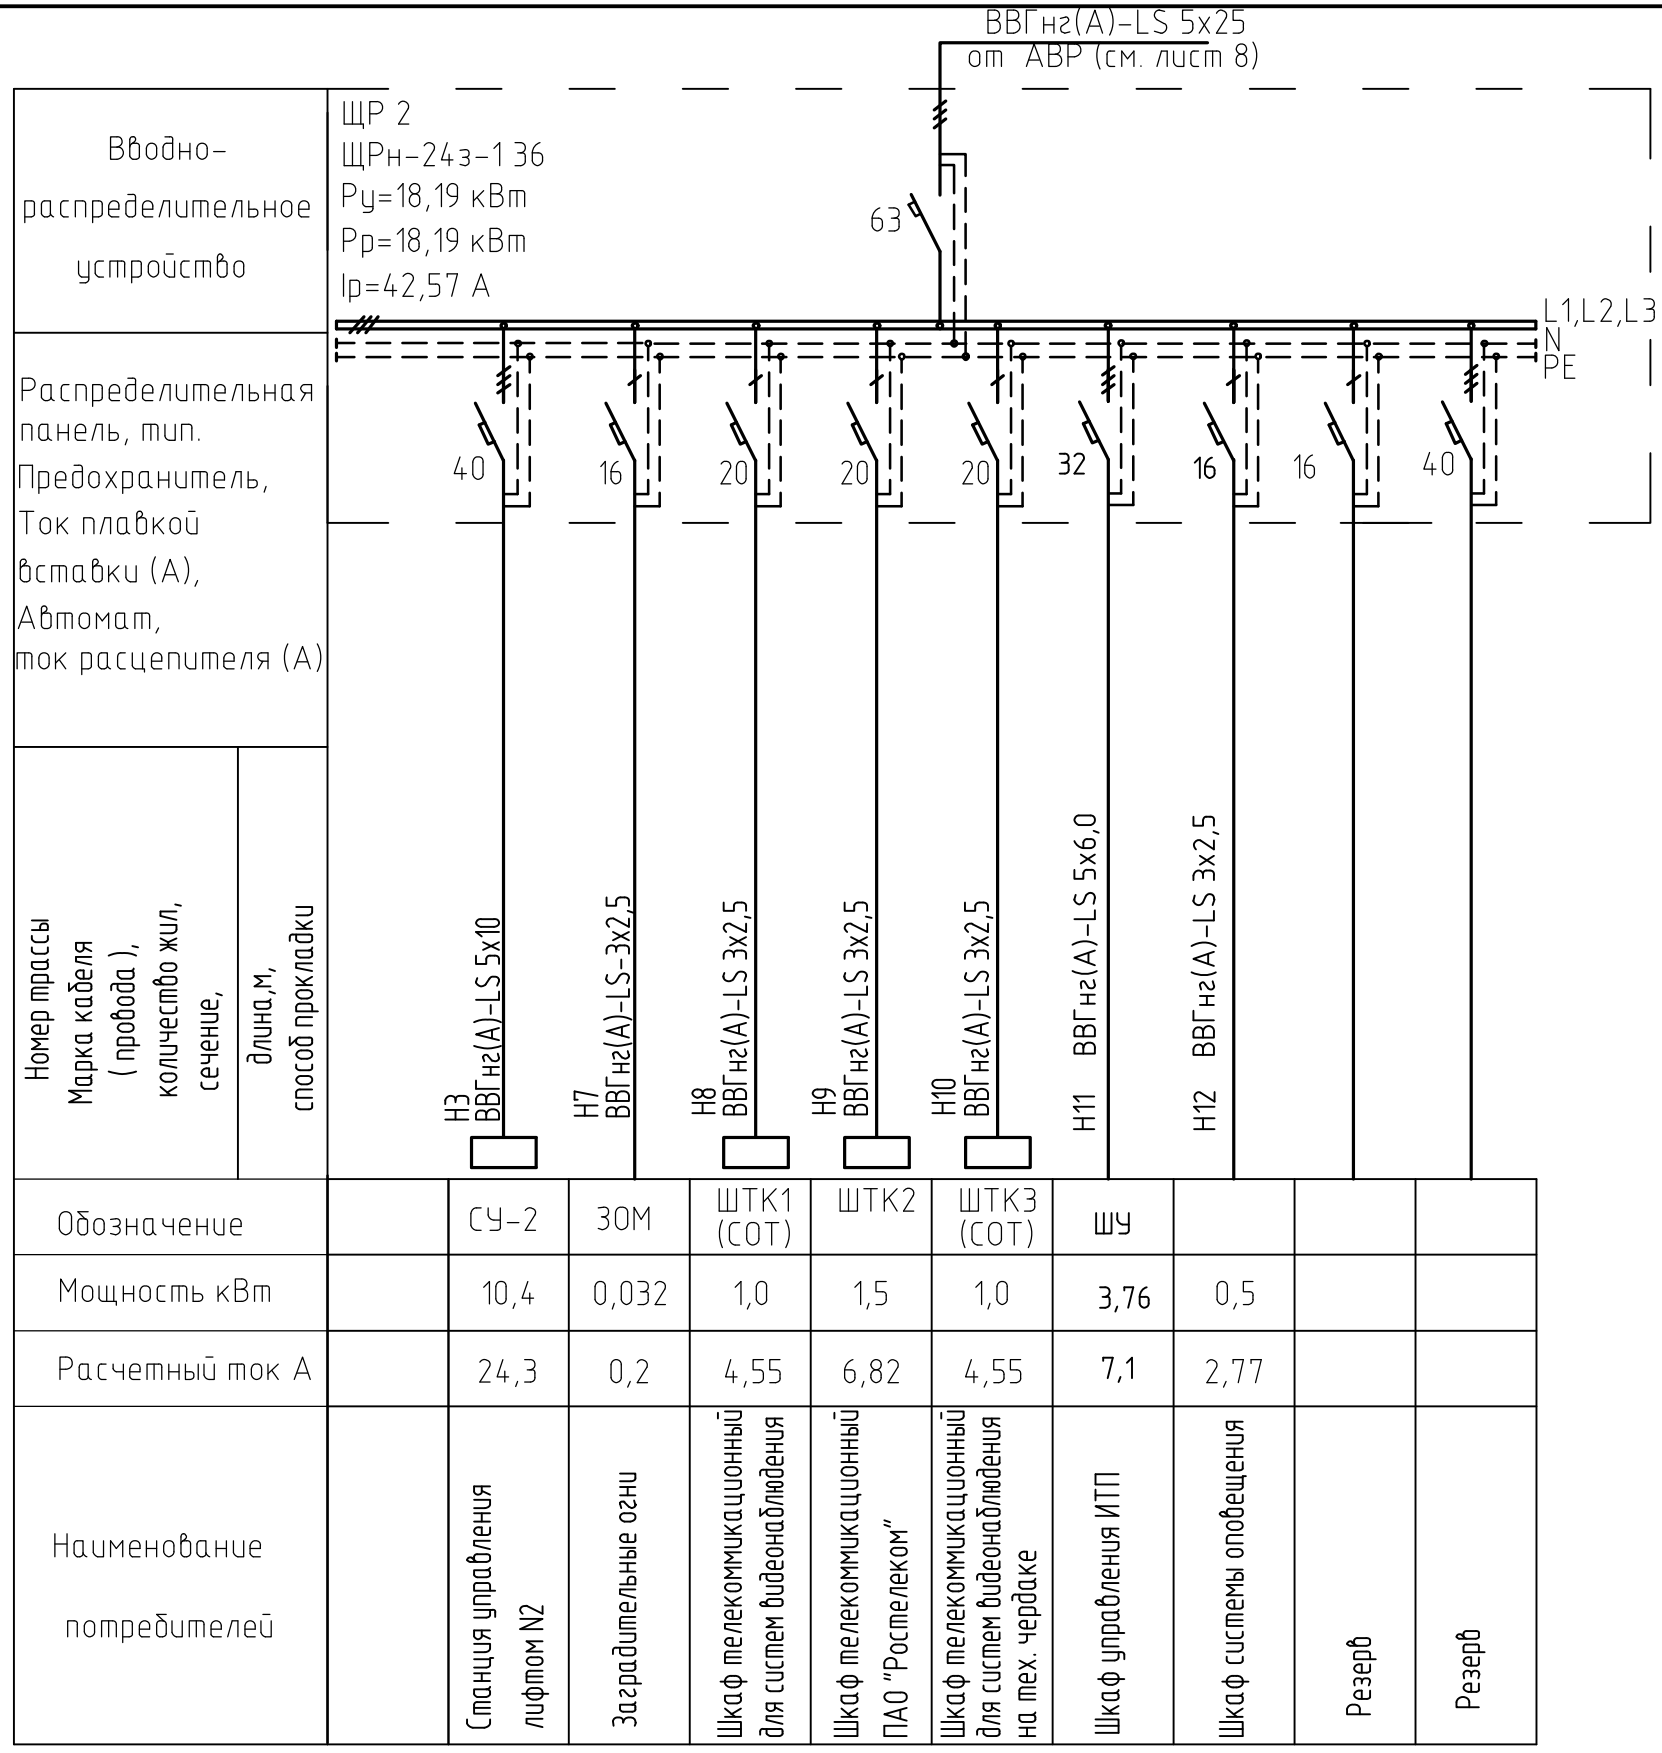 ВВГнг(А)-LS 5х25
от АВР (см. лист 8)
Вводно-
распределительное
устройство
ЩР 2
ЩРн-24з-1 36
Ру=18,19 кВт
Рр=18,19 кВт
Iр=42,57 А
63
L1,L2,L3
N
PE
Распределительная
панель, тип.
Предохранитель,
Ток плавкой
вставки (А),
Автомат,
ток расцепителя (А)
40
16
20
20
20
32
16
16
40
Номер трассы
Марка кабеля
( провода ),
количество жил,
сечение,
длина,м,
способ прокладки
Н3
ВВГнг(А)-LS 5х10
Н7
ВВГнг(А)-LS-3х2,5
Н8
ВВГнг(А)-LS 3х2,5
Н9
ВВГнг(А)-LS 3х2,5
Н10
ВВГнг(А)-LS 3х2,5
Н11 ВВГнг(А)-LS 5х6,0
Н12 ВВГнг(А)-LS 3х2,5
Обозначение
СУ-2
ЗОМ
ШТК1
(СОТ)
ШТК2
ШТК3
(СОТ)
ШУ
Мощность кВт
10,4
0,032
1,0
1,5
1,0
3,76
0,5
Расчетный ток А
24,3
0,2
4,55
6,82
4,55
7,1
2,77
Наименование
потребителей
Станция управления
лифтом N2
Заградительные огни
Шкаф телекоммикационный
для систем видеонаблюдения
Шкаф телекоммикационный
ПАО "Ростелеком"
Шкаф телекоммикационный
для систем видеонаблюдения
на тех. чердаке
Шкаф управления ИТП
Шкаф системы оповещения
Резерв
Резерв